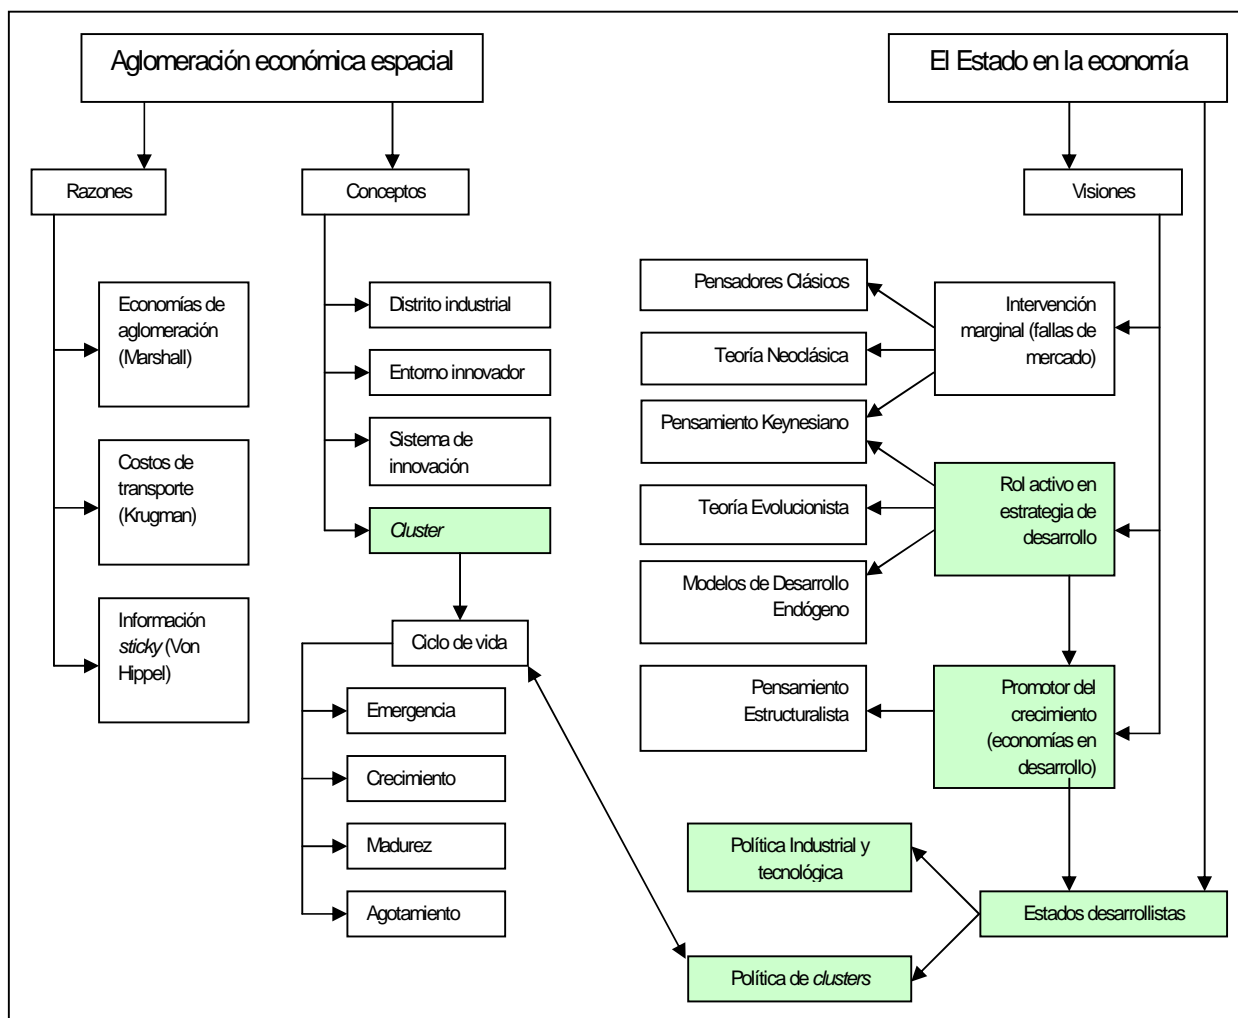 Aglomeración económica espacial
El Estado en la economía
Razones
Conceptos
Visiones
Economías de
aglomeración
(Marshall)
Costos de
transporte
(Krugman)
Información
sticky (Von
Hippel)
Distrito industrial
Entorno innovador
Sistema de
innovación
Cluster
Ciclo de vida
Emergencia
Crecimiento
Madurez
Agotamiento
Pensadores Clásicos
Teoría Neoclásica
Pensamiento Keynesiano
Teoría Evolucionista
Modelos de Desarrollo
Endógeno
Pensamiento
Estructuralista
Intervención
marginal (fallas de
mercado)
Rol activo en
estrategia de
desarrollo
Promotor del
crecimiento
(economías en
desarrollo)
Política Industrial y
tecnológica
Estados desarrollistas
Política de clusters